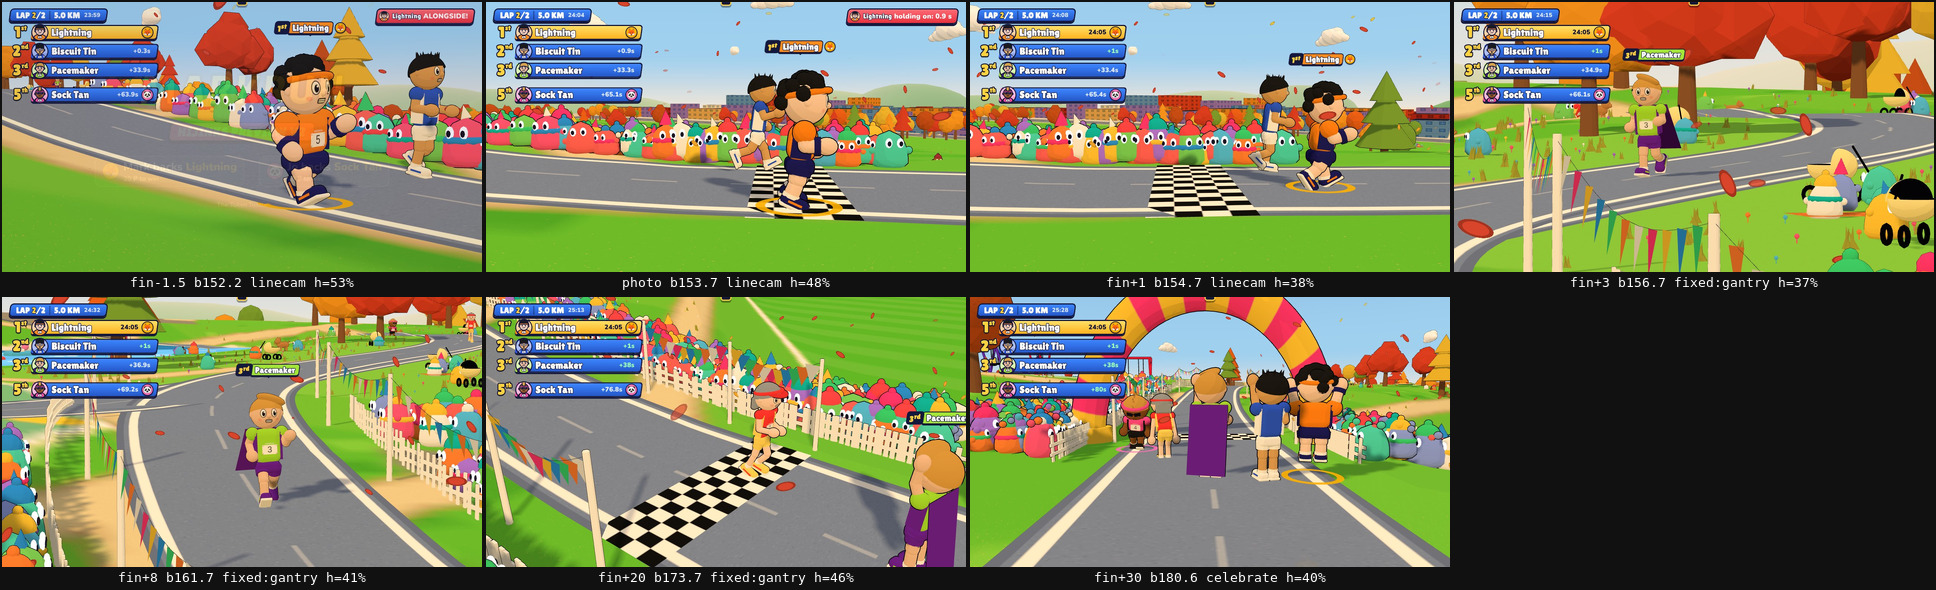 LAP 2/2 5.0 KM 23:59
1st Lightning
2nd Biscuit Tin +0.3s
3rd Pacemaker +33.9s
5th Sock Tan +63.9s
1st Lightning
Lightning ALONGSIDE!
5
fin-1.5 b152.2 linecam h=53%
LAP 2/2 5.0 KM 24:04
1st Lightning
2nd Biscuit Tin +0.9s
3rd Pacemaker +33.3s
5th Sock Tan +65.1s
1st Lightning
Lightning holding on: 0.9 s
photo b153.7 linecam h=48%
LAP 2/2 5.0 KM 24:08
1st Lightning 24:05
2nd Biscuit Tin +1s
3rd Pacemaker +33.4s
5th Sock Tan +65.4s
1st Lightning
fin+1 b154.7 linecam h=38%
LAP 2/2 5.0 KM 24:15
1st Lightning 24:05
2nd Biscuit Tin +1s
3rd Pacemaker +34.9s
5th Sock Tan +66.1s
3rd Pacemaker
3
fin+3 b156.7 fixed:gantry h=37%
LAP 2/2 5.0 KM 24:32
1st Lightning 24:05
2nd Biscuit Tin +1s
3rd Pacemaker +36.9s
5th Sock Tan +69.2s
3rd Pacemaker
3
fin+8 b161.7 fixed:gantry h=41%
LAP 2/2 5.0 KM 25:13
1st Lightning 24:05
2nd Biscuit Tin +1s
3rd Pacemaker +38s
5th Sock Tan +76.8s
3rd Pacemake
fin+20 b173.7 fixed:gantry h=46%
LAP 2/2 5.0 KM 25:28
1st Lightning 24:05
2nd Biscuit Tin +1s
3rd Pacemaker +38s
5th Sock Tan +80s
fin+30 b180.6 celebrate h=40%